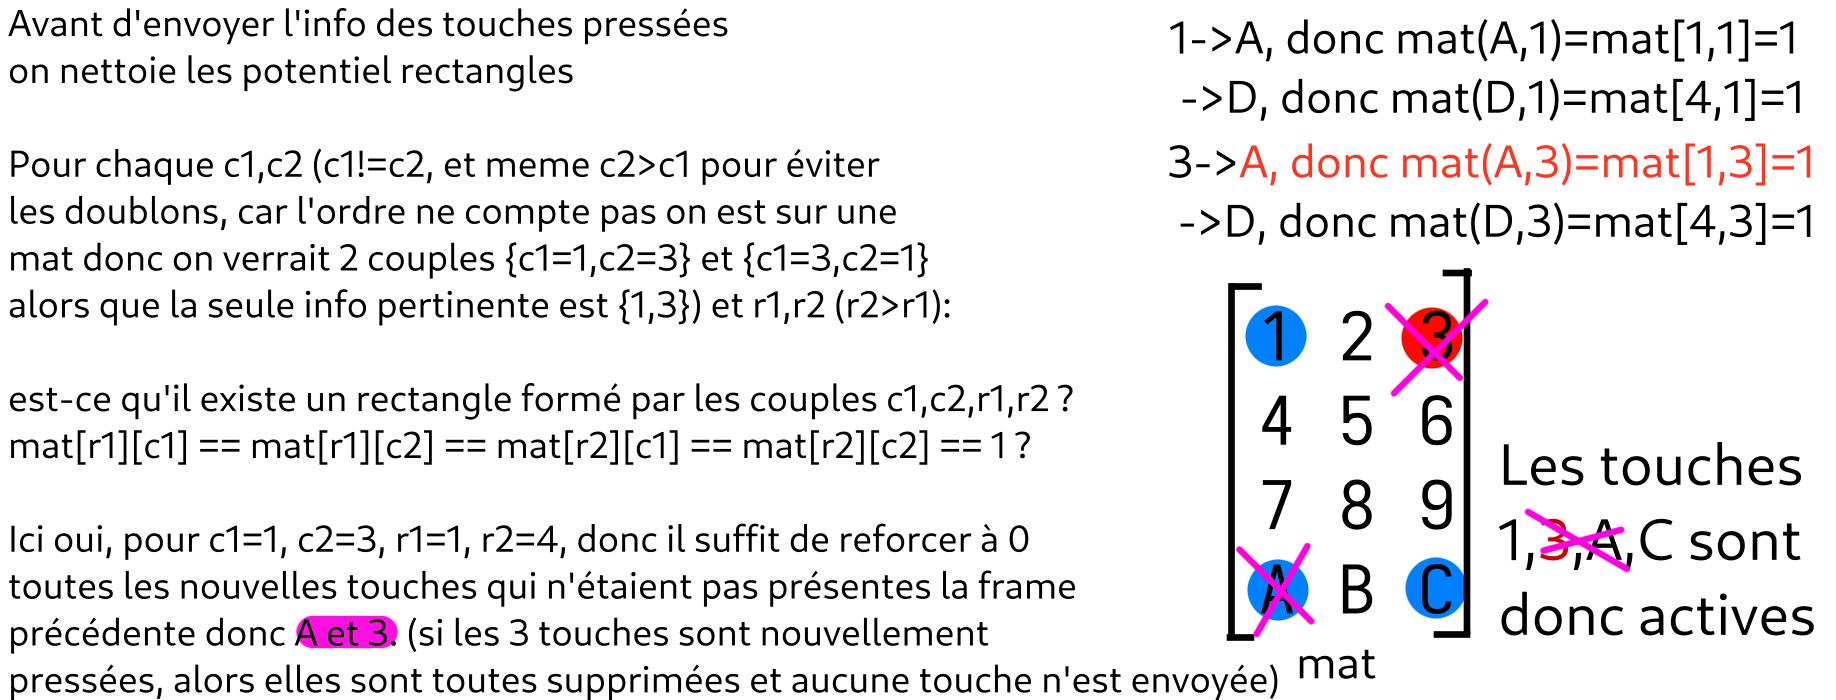 Avant d'envoyer l'info des touches pressées
on nettoie les potentiel rectangles
Pour chaque c1,c2 (c1!=c2, et meme c2>c1 pour éviter
les doublons, car l'ordre ne compte pas on est sur une
mat donc on verrait 2 couples {c1=1,c2=3} et {c1=3,c2=1}
alors que la seule info pertinente est {1,3}) et r1,r2 (r2>r1):
est-ce qu'il existe un rectangle formé par les couples c1,c2,r1,r2 ?
mat[r1][c1] == mat[r1][c2] == mat[r2][c1] == mat[r2][c2] == 1 ?
Ici oui, pour c1=1, c2=3, r1=1, r2=4, donc il suffit de reforcer à 0
toutes les nouvelles touches qui n'étaient pas présentes la frame
précédente donc A et 3. (si les 3 touches sont nouvellement
pressées, alors elles sont toutes supprimées et aucune touche n'est envoyée)
1->A, donc mat(A,1)=mat[1,1]=1
->D, donc mat(D,1)=mat[4,1]=1
3->A, donc mat(A,3)=mat[1,3]=1
->D, donc mat(D,3)=mat[4,3]=1
1 2 3
4 5 6
7 8 9
A B C
mat
Les touches
1,3,A,C sont
donc actives